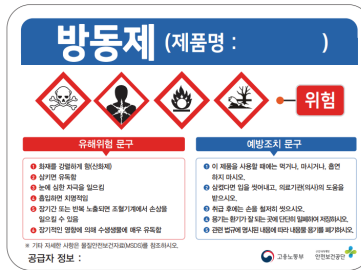 방동제 (제품명 : )
위험
유해위험 문구
1 화재를 강렬하게 함(산화제)
2 삼키면 유독함
3 눈에 심한 자극을 일으킴
4 흡입하면 치명적임
5 장기간 또는 반복 노출되면 조혈기계에서 손상을
일으킬 수 있음
6 장기적인 영향에 의해 수생생물에 매우 유독함
예방조치 문구
1 이 제품을 사용할 때에는 먹거나, 마시거나, 흡연
하지 마시오.
2 삼켰다면 입을 씻어내고, 의료기관(의사)의 도움을
받으시오.
3 취급 후에는 손을 철저히 씻으시오.
4 용기는 환기가 잘 되는 곳에 단단히 밀폐하여 저장하시오.
5 관련 법규에 명시된 내용에 따라 내용물 용기를 폐기하시오.
※ 기타 자세한 사항은 물질안전보건자료(MSDS)를 참조하시오.
공급자 정보 :
고용노동부
안전보건공단